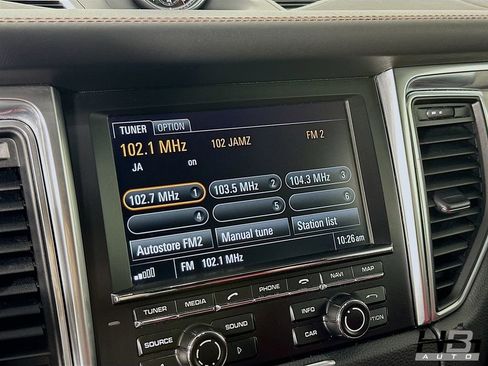 TUNER OPTION
102.1 MHz 102 JAMZ FM 2
JA on
102.7 MHz 1 103.5 MHz 2 104.3 MHz 3
4 5 6
Autostore FM2 Manual tune Station list
FM 102.1 MHz 10:26 am
TUNER MEDIA PHONE NAVI MAP
SOURCE SOUND INFO
CAR OPTION
AUTO